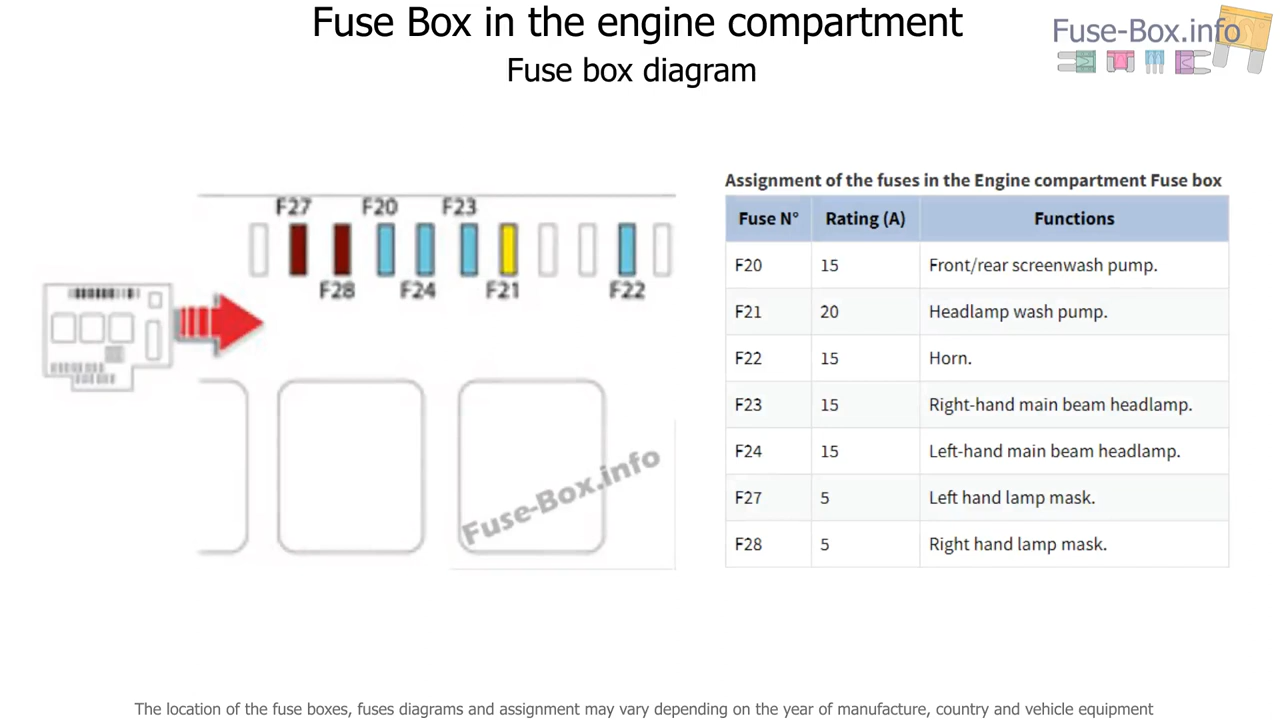 Fuse Box in the engine compartment
Fuse box diagram
Fuse-Box.info
F27 F20 F23
F28 F24 F21 F22
Fuse-Box.info
Assignment of the fuses in the Engine compartment Fuse box
Fuse N° Rating (A) Functions
F20 15 Front/rear screenwash pump.
F21 20 Headlamp wash pump.
F22 15 Horn.
F23 15 Right-hand main beam headlamp.
F24 15 Left-hand main beam headlamp.
F27 5 Left hand lamp mask.
F28 5 Right hand lamp mask.
The location of the fuse boxes, fuses diagrams and assignment may vary depending on the year of manufacture, country and vehicle equipment